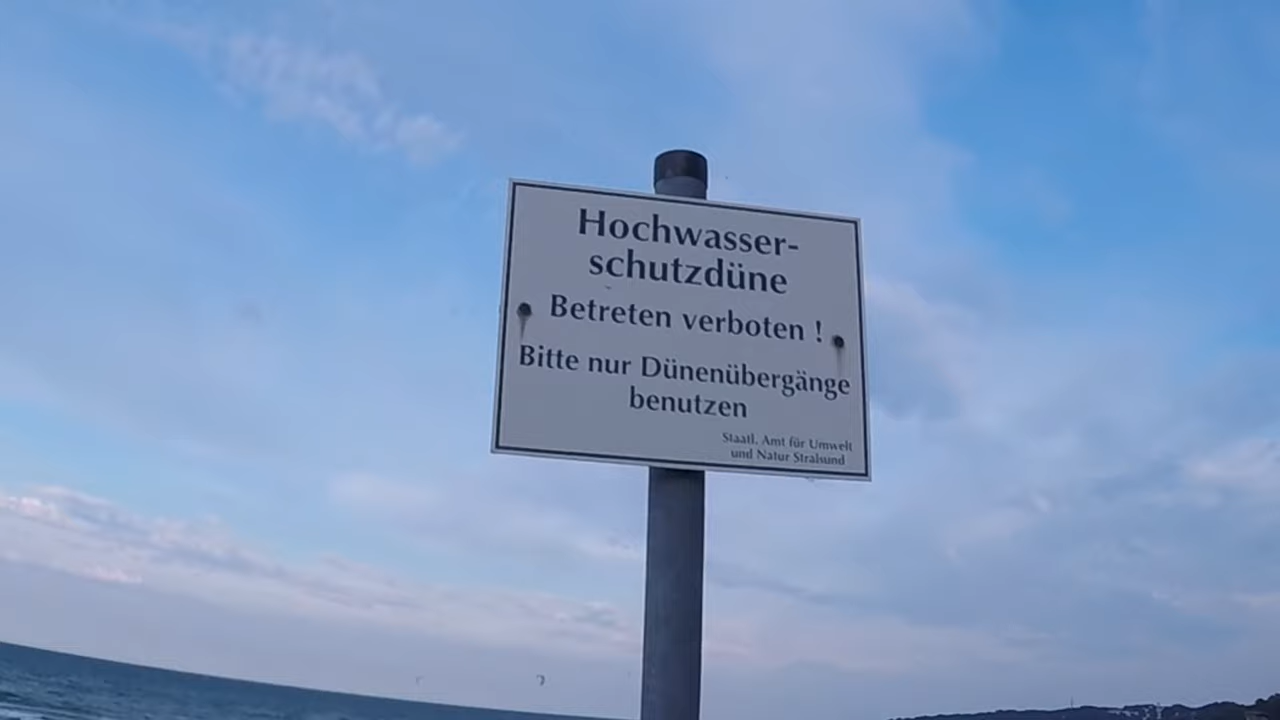 Hochwasser-
schutzdüne
Betreten verboten !
Bitte nur Dünenübergänge
benutzen
Staatl. Amt für Umwelt
und Natur Stralsund